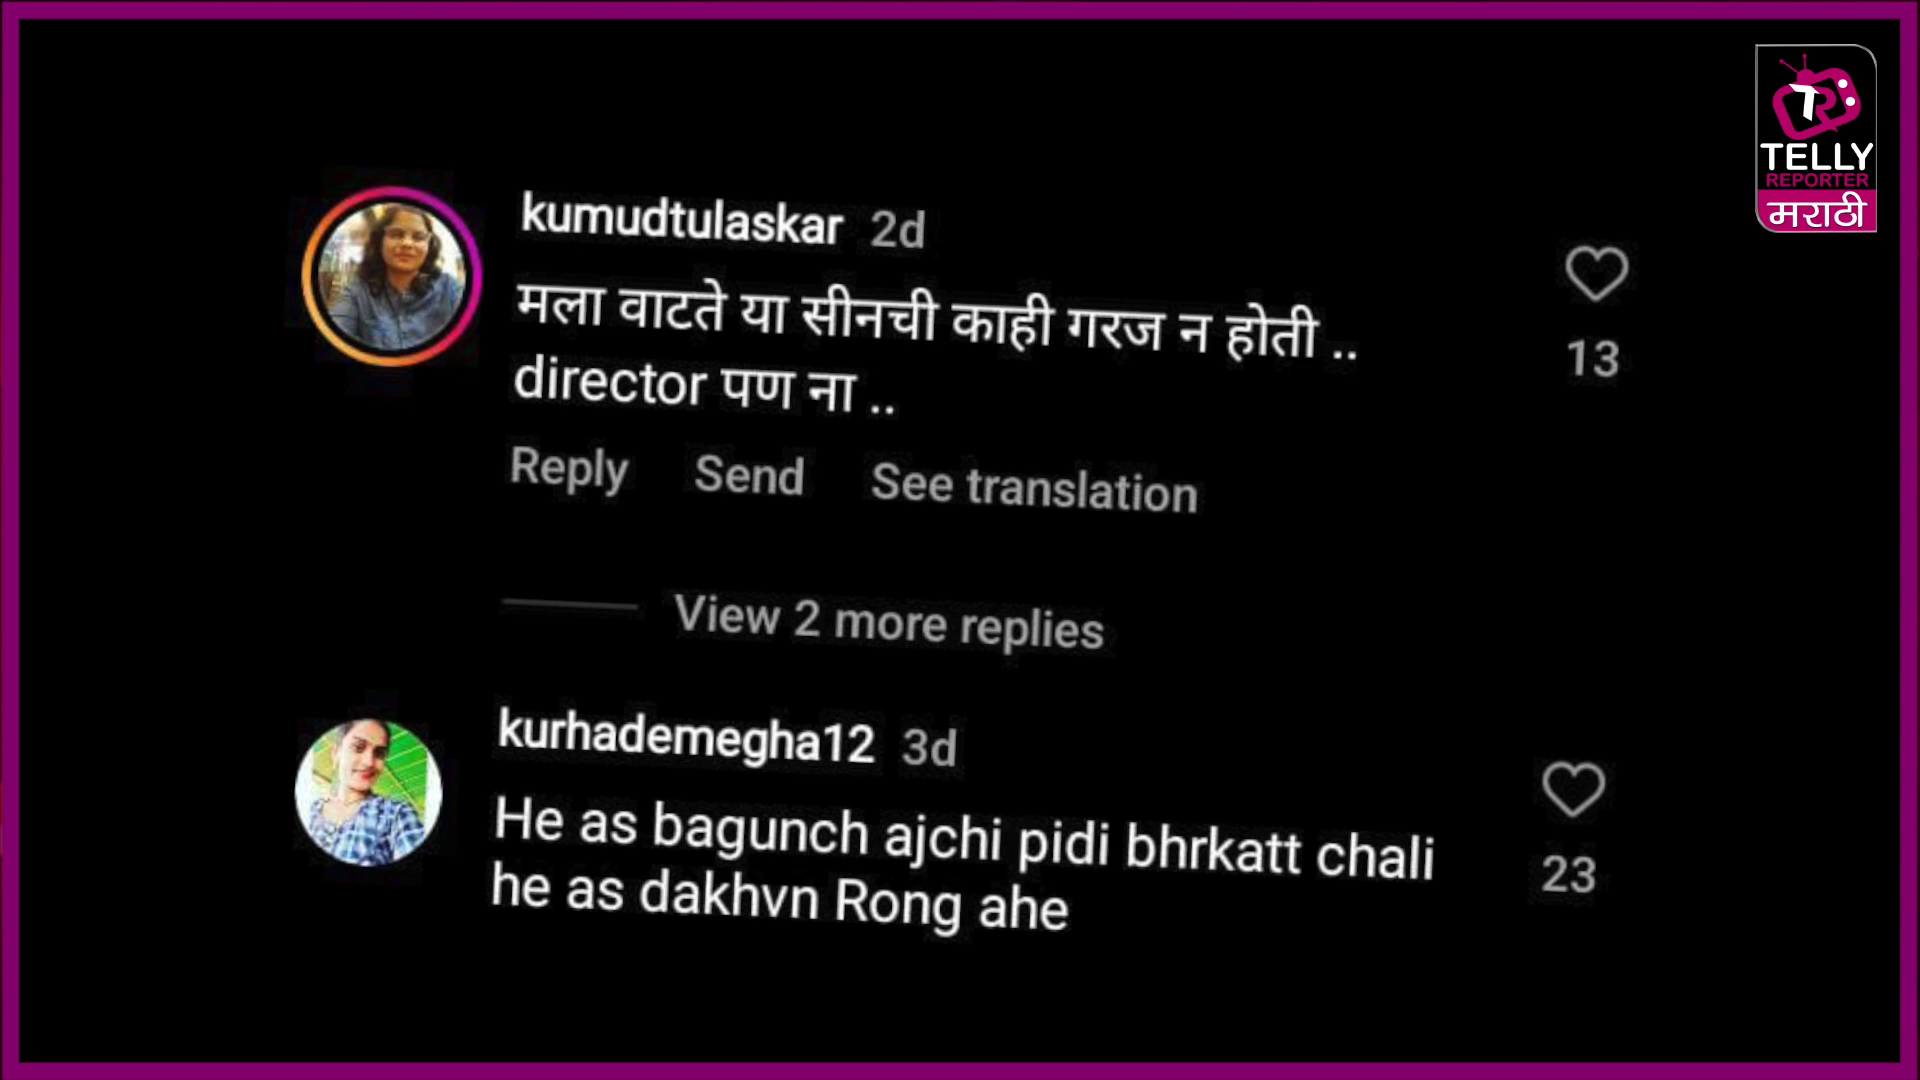 TELLY
REPORTER
मराठी
kumudtulaskar 2d
मला वाटते या सीनची काही गरज न होती ..
director पण ना ..
13
Reply Send See translation
View 2 more replies
kurhademegha12 3d
He as bagunch ajchi pidi bhrkatt chali
he as dakhvn Rong ahe
23